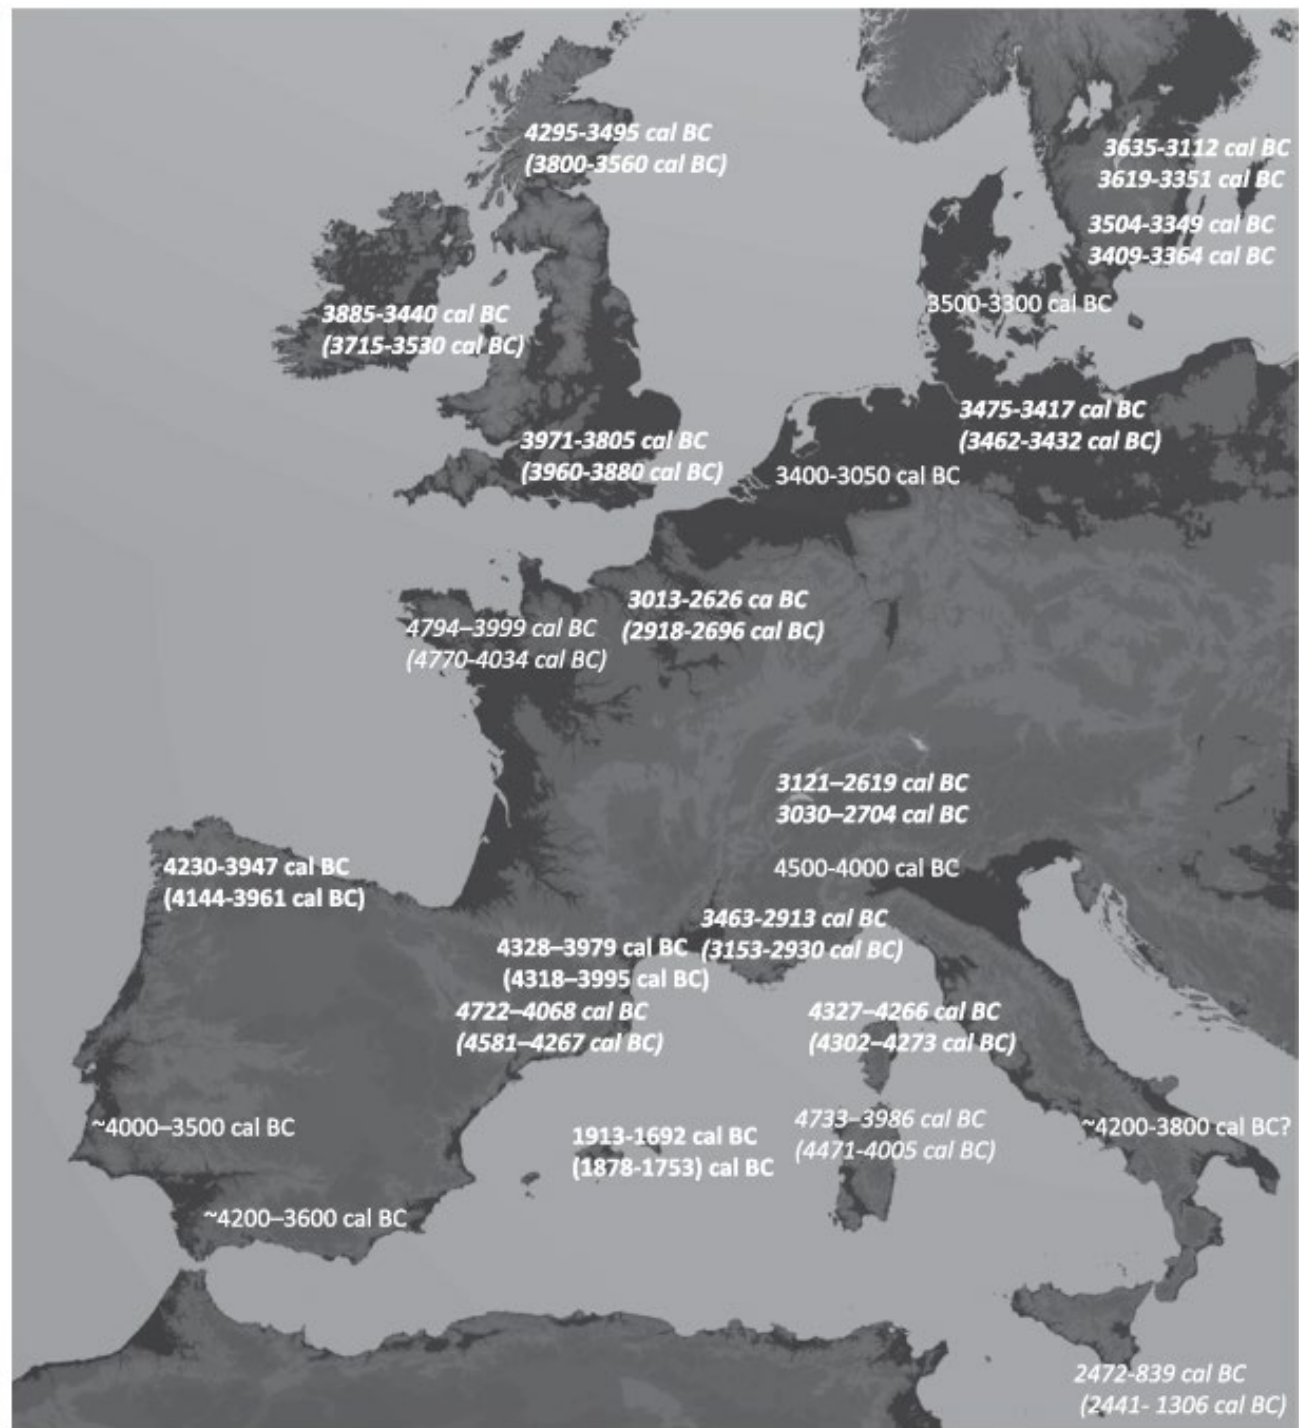 4295-3495 cal BC
(3800-3560 cal BC)
3635-3112 cal BC
3619-3351 cal BC
3504-3349 cal BC
3409-3364 cal BC
3500-3300 cal BC
3885-3440 cal BC
(3715-3530 cal BC)
3475-3417 cal BC
(3462-3432 cal BC)
3971-3805 cal BC
(3960-3880 cal BC)
3400-3050 cal BC
3013-2626 ca BC
(2918-2696 cal BC)
4794–3999 cal BC
(4770-4034 cal BC)
3121–2619 cal BC
3030–2704 cal BC
4500-4000 cal BC
4230-3947 cal BC
(4144-3961 cal BC)
3463-2913 cal BC
(3153-2930 cal BC)
4328–3979 cal BC
(4318–3995 cal BC)
4722–4068 cal BC
(4581–4267 cal BC)
4327–4266 cal BC
(4302–4273 cal BC)
~4000–3500 cal BC
1913-1692 cal BC
(1878-1753) cal BC
4733–3986 cal BC
(4471-4005 cal BC)
~4200-3800 cal BC?
~4200–3600 cal BC
2472-839 cal BC
(2441- 1306 cal BC)